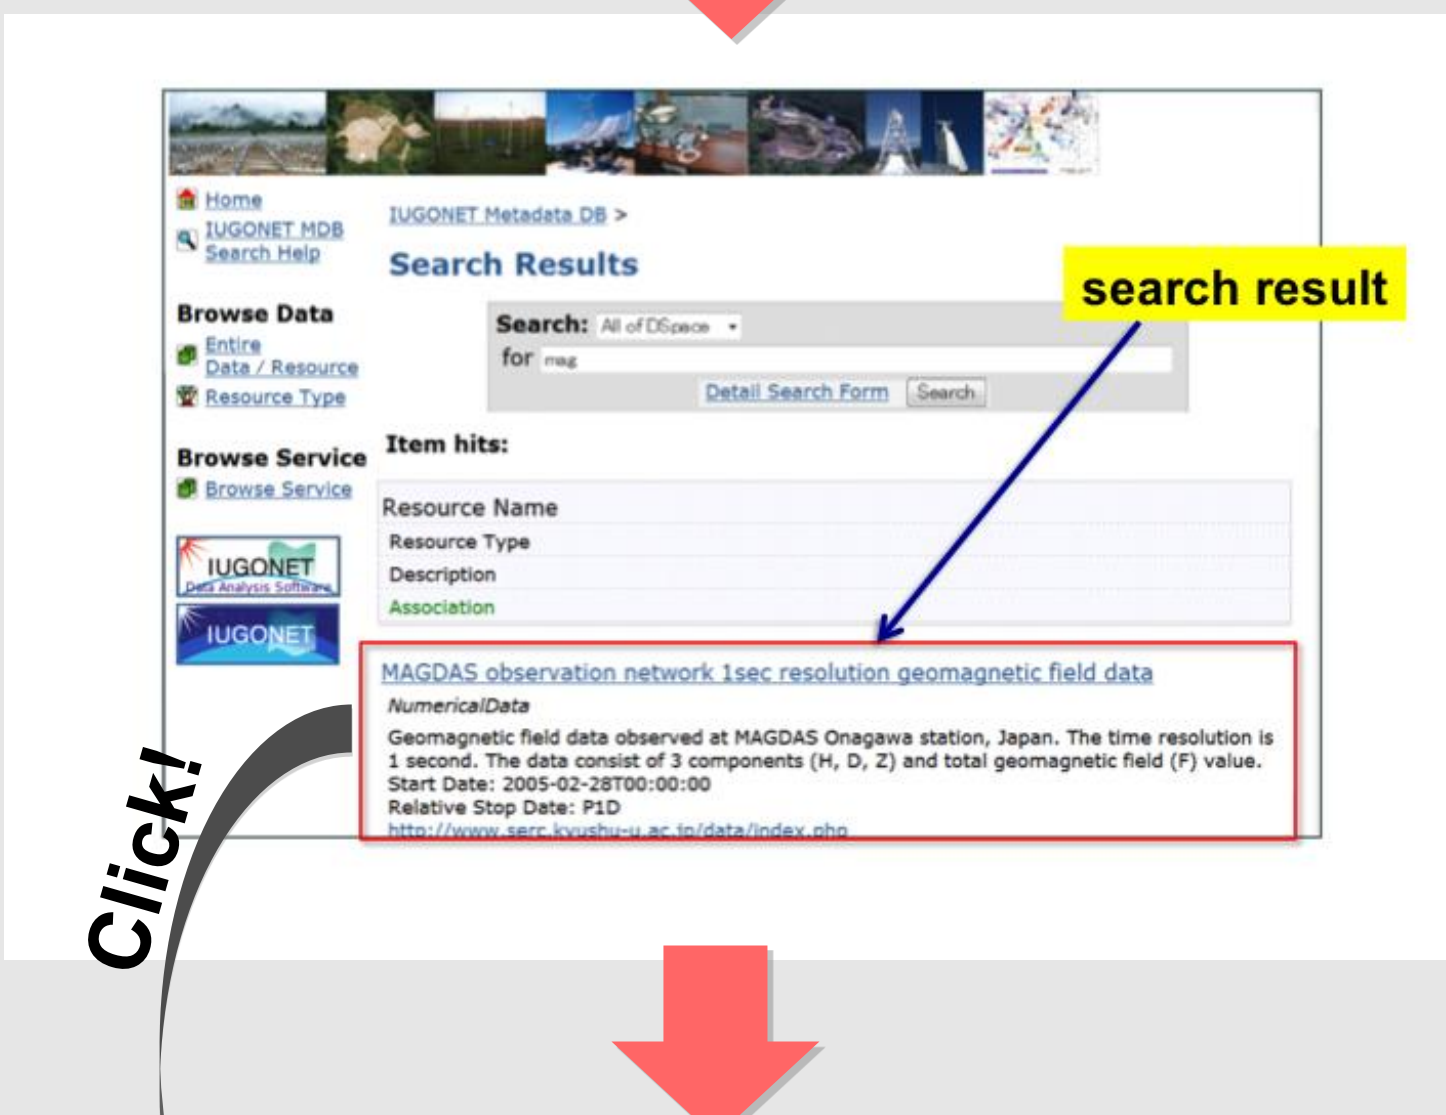 Home
IUGONET MDB
Search Help
Browse Data
Entire
Data / Resource
Resource Type
Browse Service
Browse Service
IUGONET
Data Analysis Software
IUGONET
IUGONET Metadata DB >
Search Results
search result
Search: All of DSpace
for mag
Detail Search Form Search
Item hits:
Resource Name
Resource Type
Description
Association
MAGDAS observation network 1sec resolution geomagnetic field data
NumericalData
Geomagnetic field data observed at MAGDAS Onagawa station, Japan. The time resolution is
1 second. The data consist of 3 components (H, D, Z) and total geomagnetic field (F) value.
Start Date: 2005-02-28T00:00:00
Relative Stop Date: P1D
http://www.serc.kyushu-u.ac.jp/data/index.php
Click!